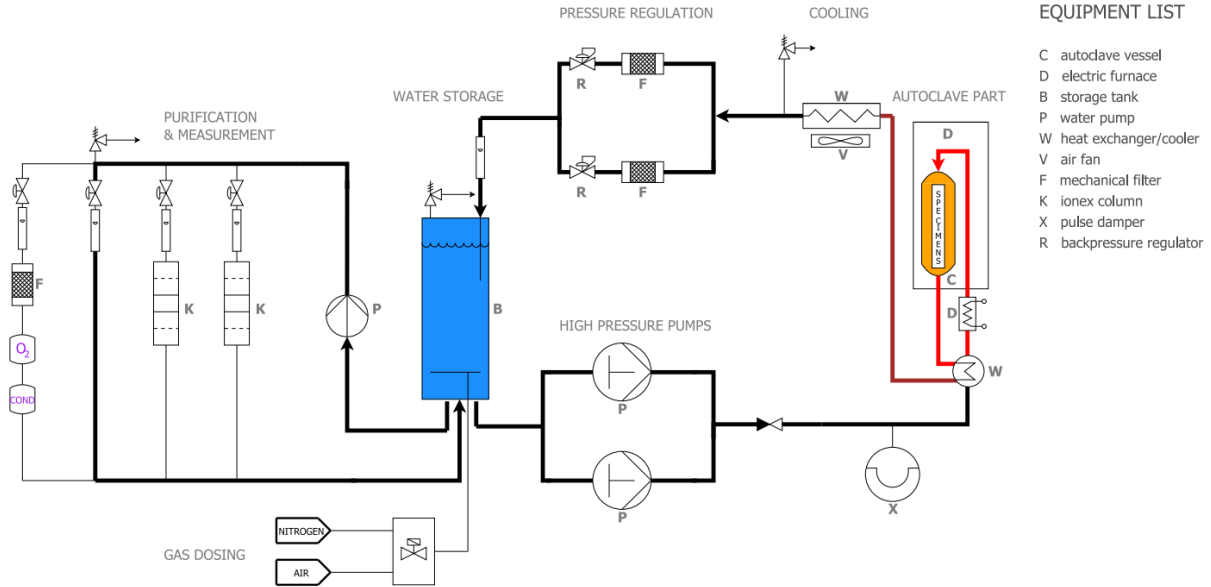 PRESSURE REGULATION
COOLING
EQUIPMENT LIST
C autoclave vessel
D electric furnace
B storage tank
P water pump
W heat exchanger/cooler
V air fan
F mechanical filter
K ionex column
X pulse damper
R backpressure regulator
R
F
W
WATER STORAGE
AUTOCLAVE PART
PURIFICATION
& MEASUREMENT
D
V
R
F
SPECIMENS
C
F
K
K
P
B
D
HIGH PRESSURE PUMPS
O2
W
COND
P
P
X
NITROGEN
GAS DOSING
AIR